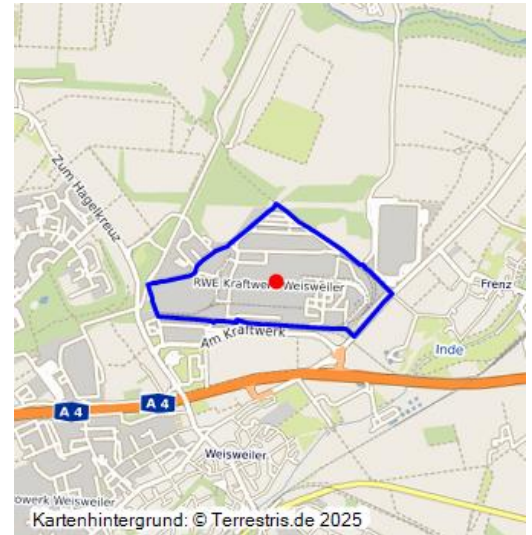 Zum Hagelkreuz
RWE Kraftwerk Weisweiler
Frenz
Am Kraftwerk
Inde
A 4
A 4
Weisweiler
owerk Weisweiler
Kartenhintergrund: © Terrestris.de 2025